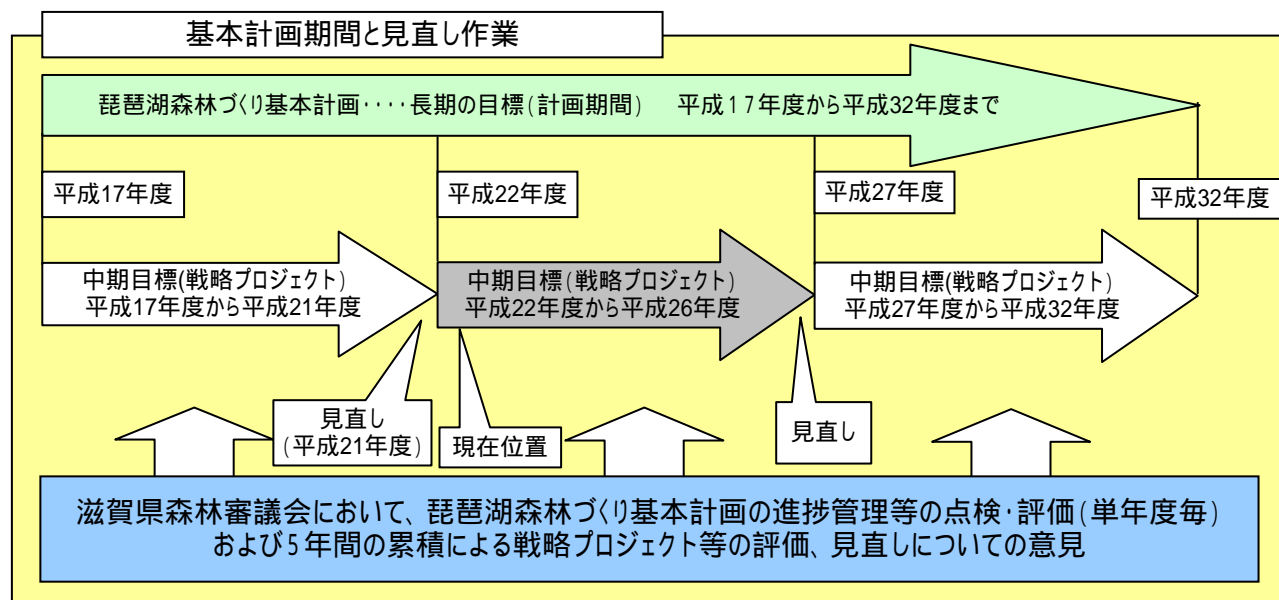 基本計画期間と見直し作業
琵琶湖森林づくり基本計画････長期の目標(計画期間)　平成１７年度から平成32年度まで
平成17年度
平成22年度
平成27年度
平成32年度
中期目標(戦略プロジェクト)
平成17年度から平成21年度
中期目標(戦略プロジェクト)
平成22年度から平成26年度
中期目標(戦略プロジェクト)
平成27年度から平成32年度
見直し
(平成21年度)
現在位置
見直し
滋賀県森林審議会において、琵琶湖森林づくり基本計画の進捗管理等の点検･評価(単年度毎)
および５年間の累積による戦略プロジェクト等の評価、見直しについての意見